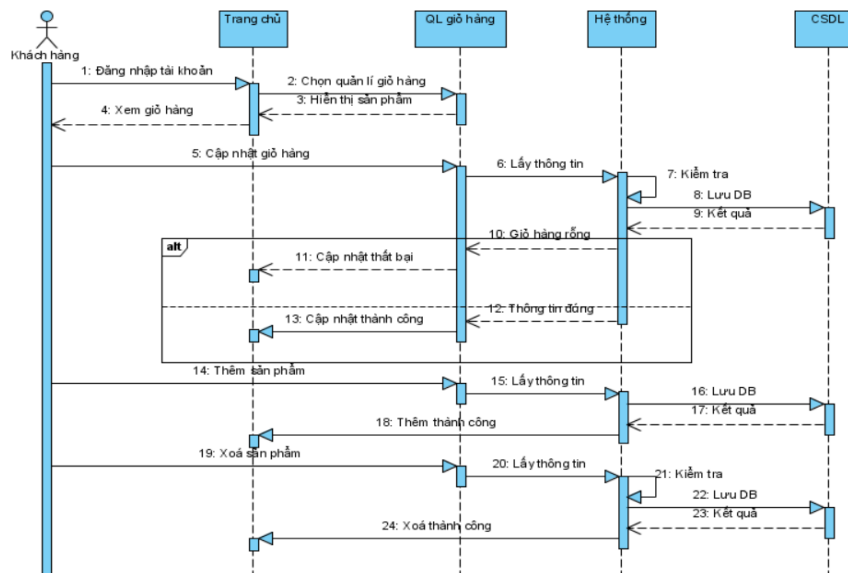 Khách hàng
Trang chủ
QL giỏ hàng
Hệ thống
CSDL
1: Đăng nhập tài khoản
2: Chọn quản lí giỏ hàng
3: Hiển thị sản phẩm
4: Xem giỏ hàng
5: Cập nhật giỏ hàng
6: Lấy thông tin
7: Kiểm tra
8: Lưu DB
9: Kết quả
10: Giỏ hàng rỗng
alt
11: Cập nhật thất bại
12: Thông tin đúng
13: Cập nhật thành công
14: Thêm sản phẩm
15: Lấy thông tin
16: Lưu DB
17: Kết quả
18: Thêm thành công
19: Xoá sản phẩm
20: Lấy thông tin
21: Kiểm tra
22: Lưu DB
23: Kết quả
24: Xoá thành công